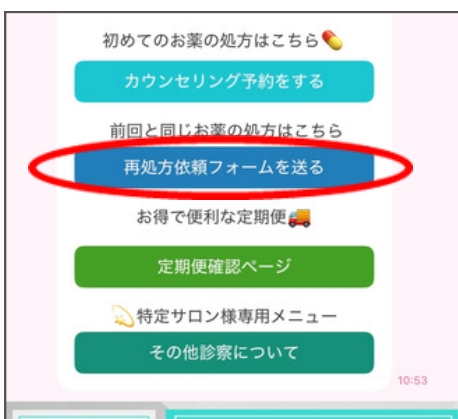 初めてのお薬の処方はこちら💊
カウンセリング予約をする
前回と同じお薬の処方はこちら
再処方依頼フォームを送る
お得で便利な定期便🚚
定期便確認ページ
💫特定サロン様専用メニュー
その他診察について
10:53